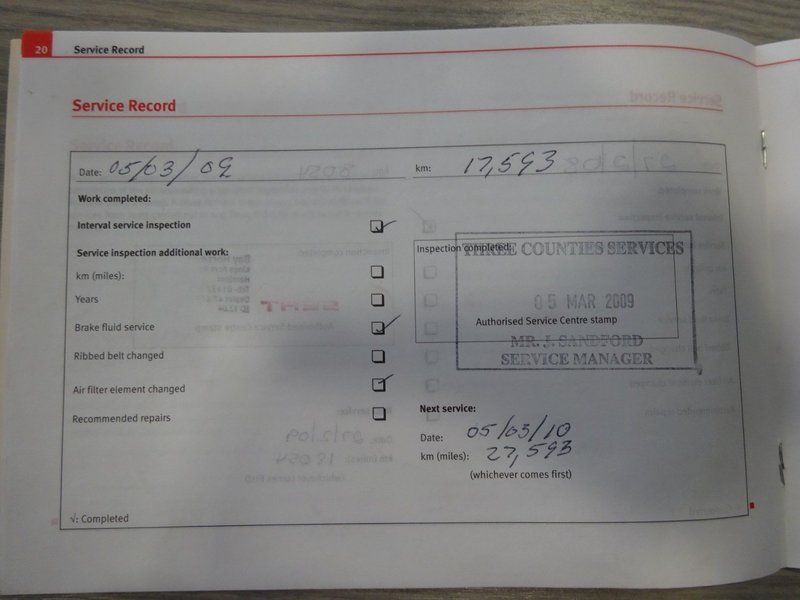 20 Service Record
Service Record
Date: 05/03/09 km: 17,593
Work completed:
Interval service inspection
Service inspection additional work:
km (miles):
Years
Brake fluid service
Ribbed belt changed
Air filter element changed
Recommended repairs
Inspection completed:
THREE COUNTIES SERVICES
05 MAR 2009
Authorised Service Centre stamp
MR. J. SANDFORD
SERVICE MANAGER
Next service:
Date: 05/03/10
km (miles): 27,593
(whichever comes first)
√: Completed